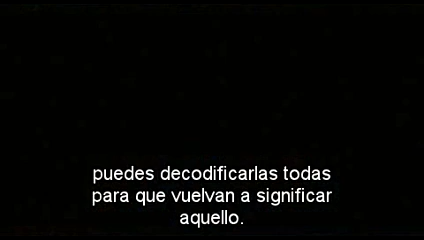 puedes decodificarlas todas
para que vuelvan a significar
aquello.